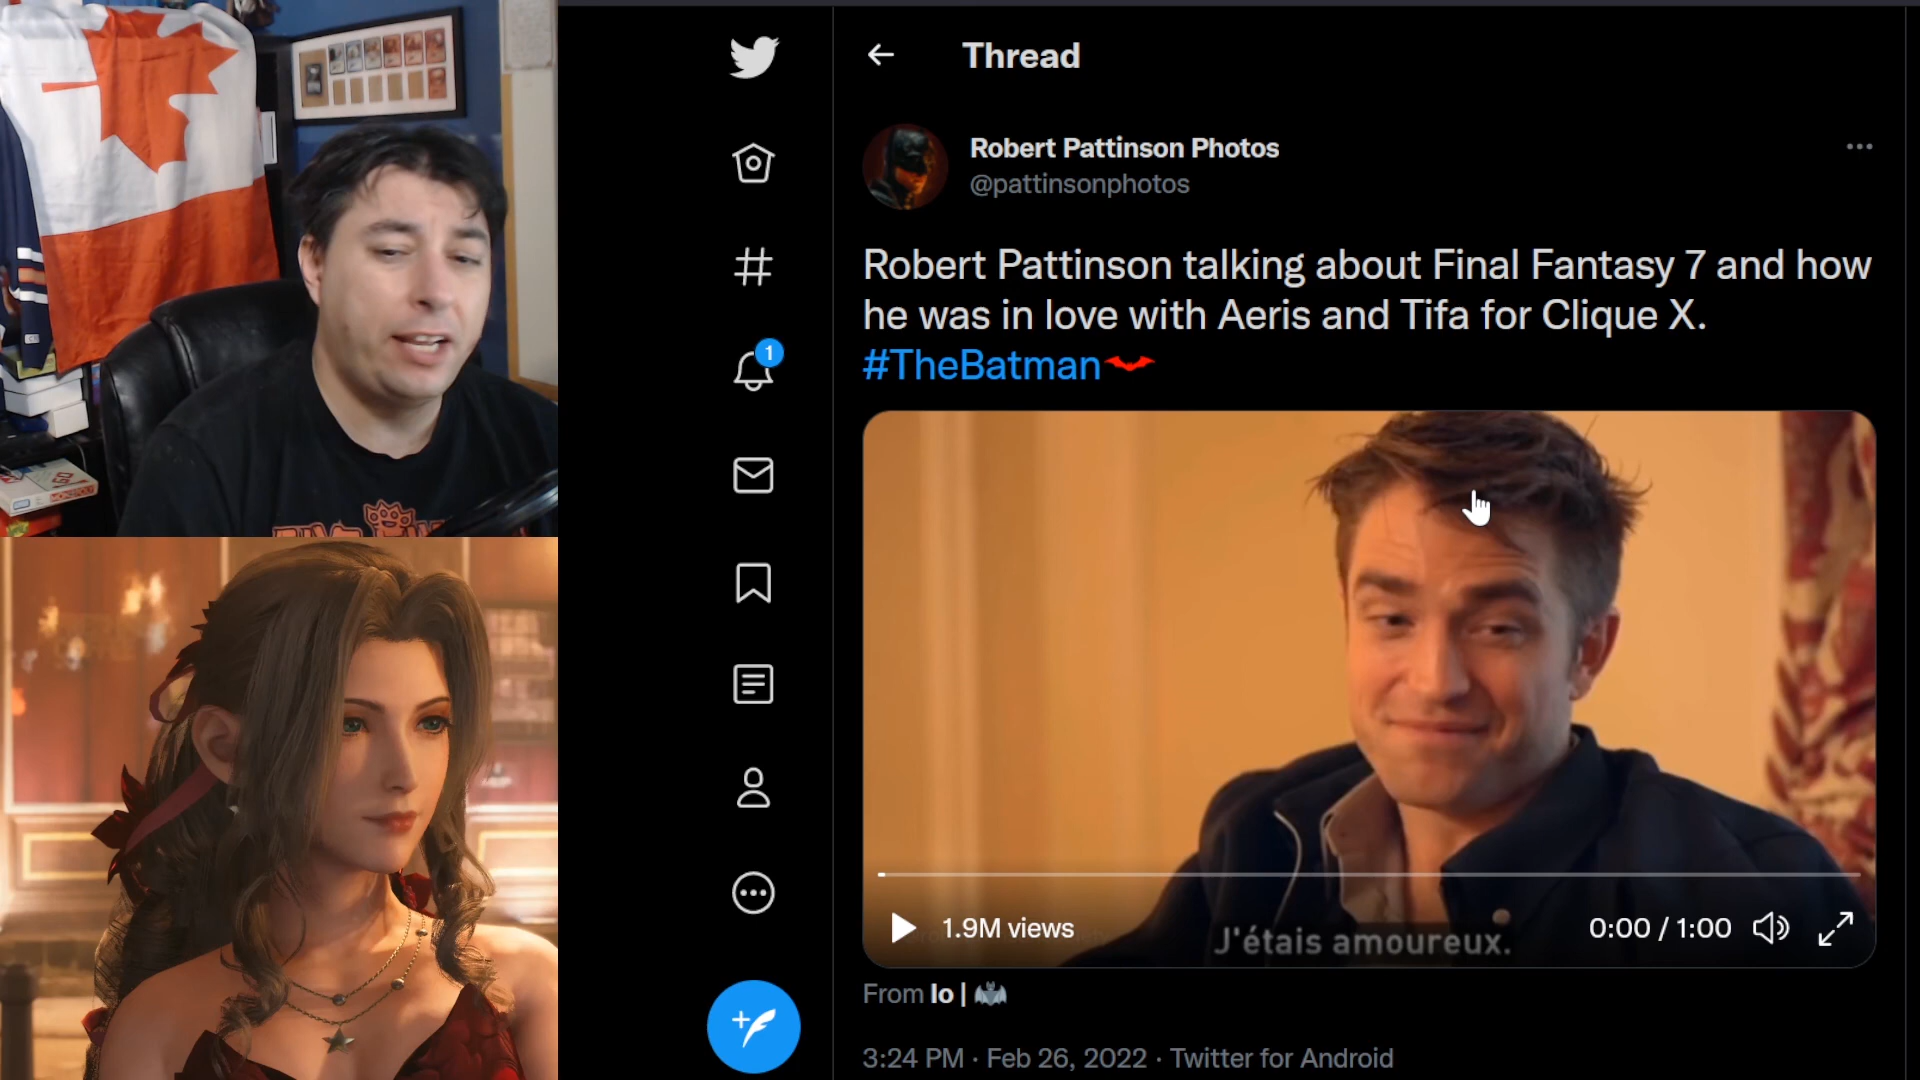 Thread
Robert Pattinson Photos
@pattinsonphotos
Robert Pattinson talking about Final Fantasy 7 and how
he was in love with Aeris and Tifa for Clique X.
#TheBatman
1
J'étais amoureux.
1.9M views
0:00 / 1:00
From Io |
3:24 PM · Feb 26, 2022 · Twitter for Android
MONOPOLY